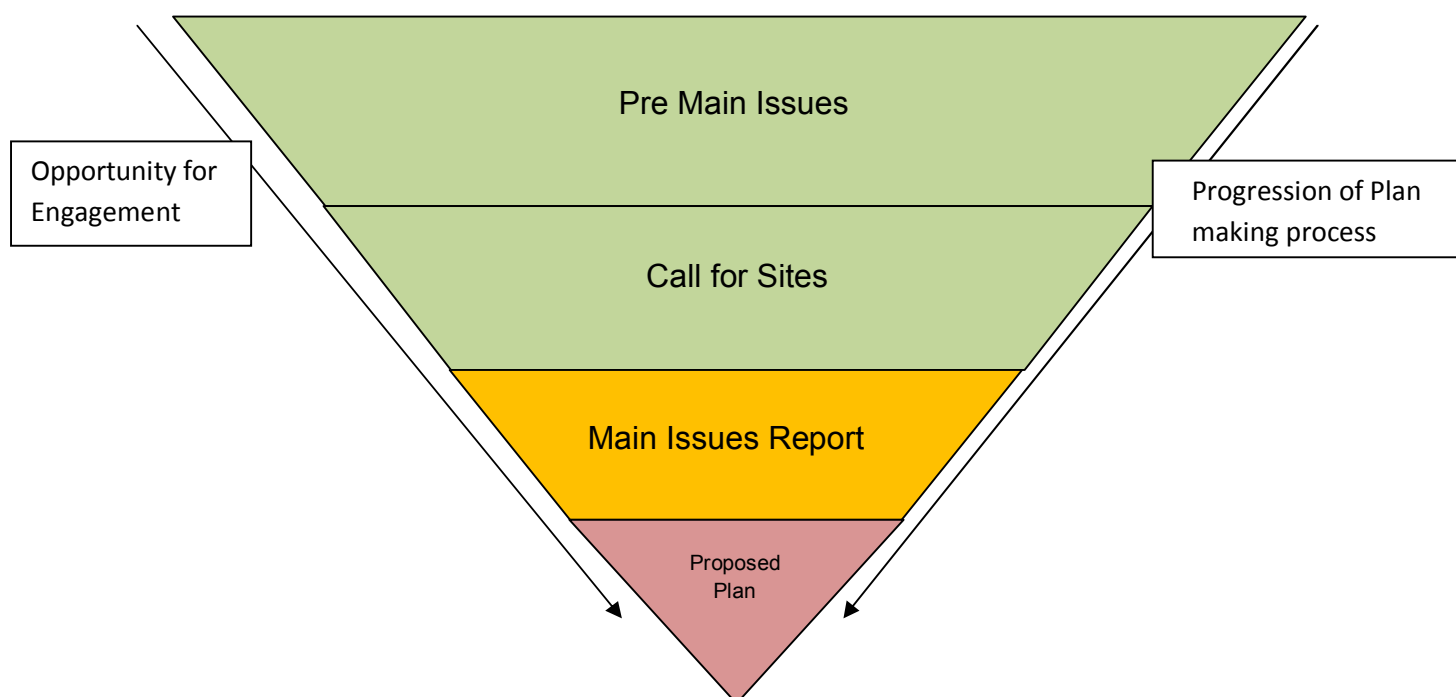 Pre Main Issues
Opportunity for
Engagement
Progression of Plan
making process
Call for Sites
Main Issues Report
Proposed
Plan